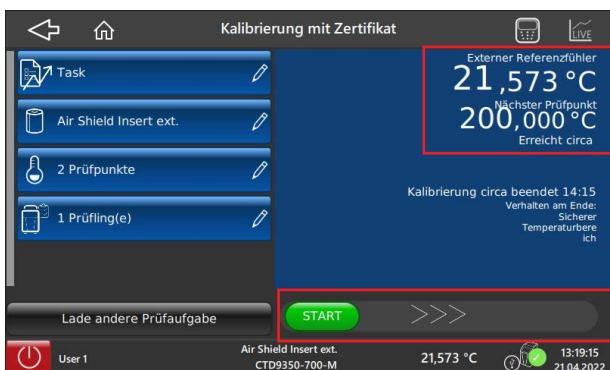 Kalibrierung mit Zertifikat
LIVE
Task
Air Shield Insert ext.
2 Prüfpunkte
1 Prüfling(e)
Lade andere Prüfaufgabe
Externer Referenzfühler
21,573 °C
Nächster Prüfpunkt
200,000 °C
Erreicht circa
Kalibrierung circa beendet 14:15
Verhalten am Ende:
Sicherer
Temperaturbere
ich
START
User 1
Air Shield Insert ext.
CTD9350-700-M
21,573 °C
13:19:15
21.04.2022